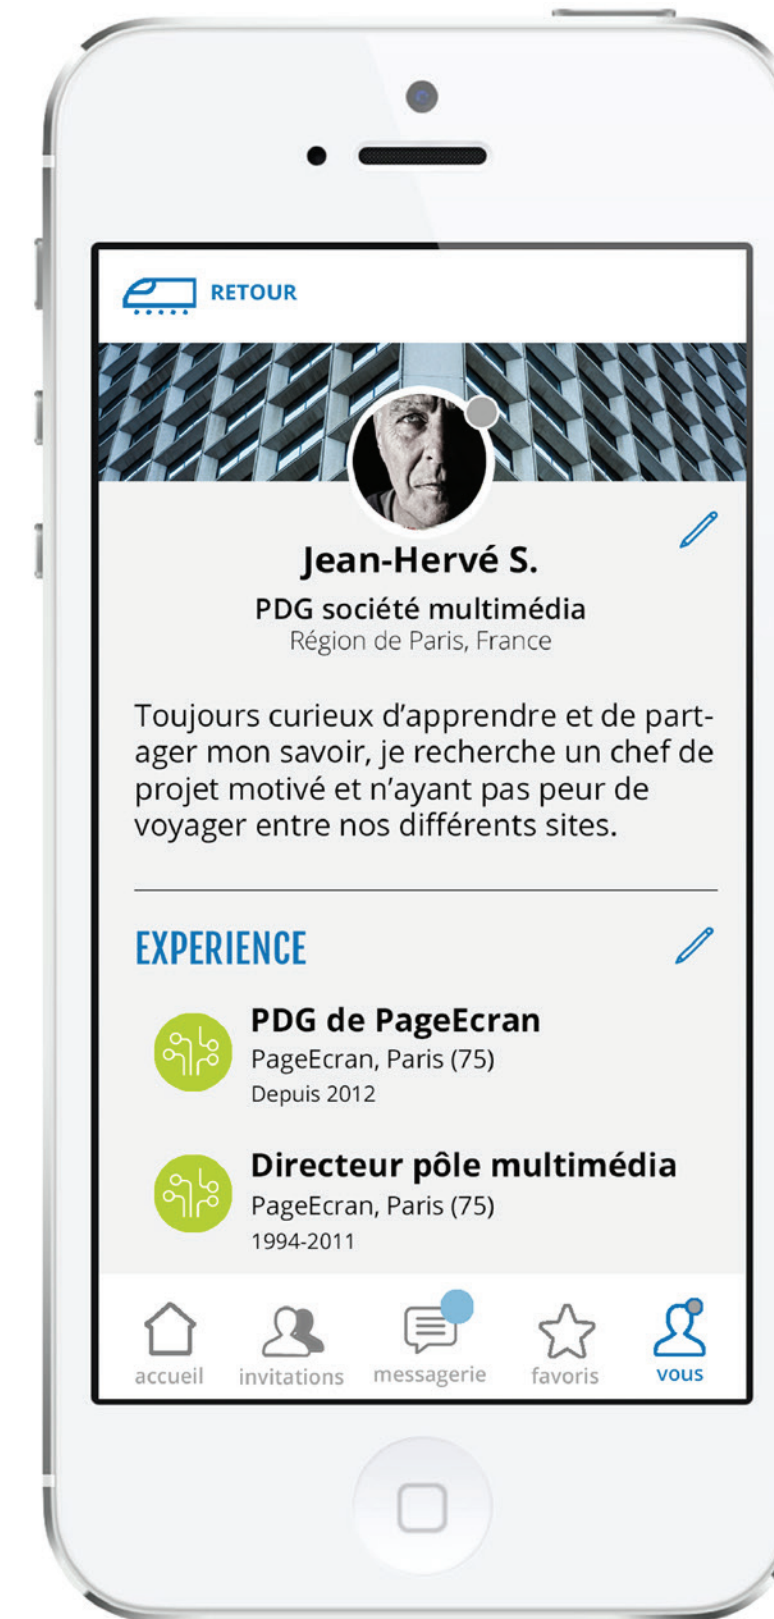 RETOUR
Jean-Hervé S.
PDG société multimédia
Région de Paris, France
Toujours curieux d'apprendre et de part-
ager mon savoir, je recherche un chef de
projet motivé et n'ayant pas peur de
voyager entre nos différents sites.
EXPERIENCE
PDG de PageEcran
PageEcran, Paris (75)
Depuis 2012
Directeur pôle multimédia
PageEcran, Paris (75)
1994-2011
accueil invitations messagerie favoris vous